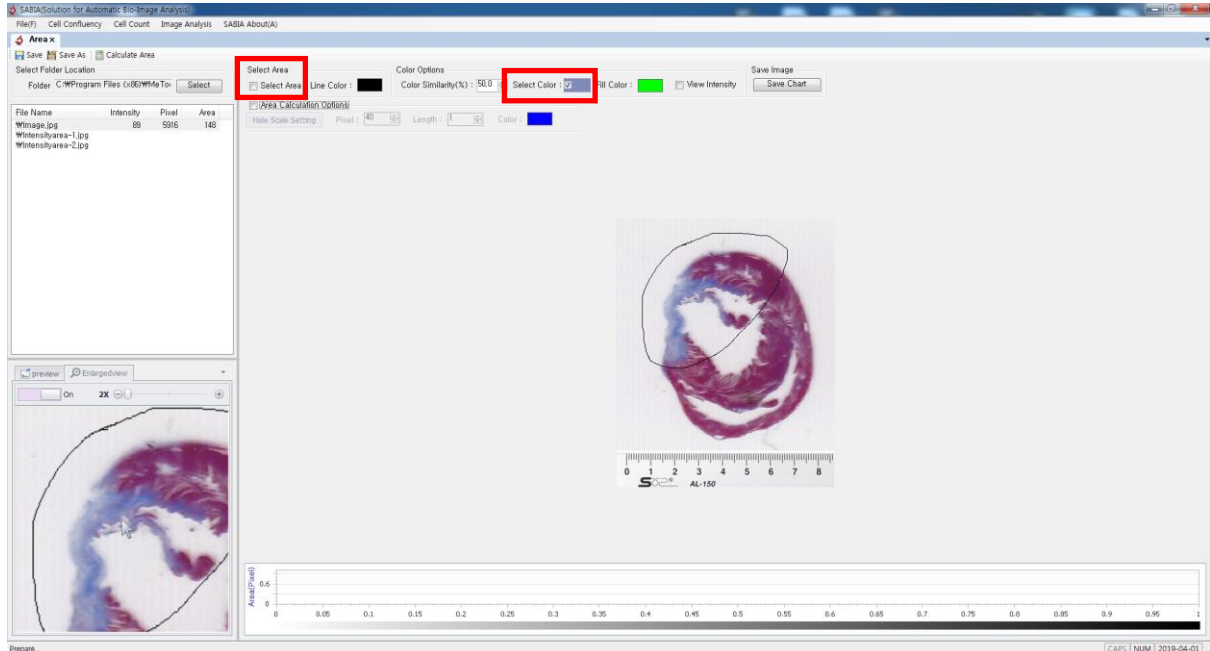 SABIA(Solution for Automatic Bio-Image Analysis)
File(F) Cell Confluency Cell Count Image Analysis SABIA About(A)
Area x
Save Save As Calculate Area
Select Folder Location
Folder C:₩Program Files (x86)₩MeToo Select
Select Area
Select Area Line Color :
Color Options
Color Similarity(%) : 50,0 Select Color : Fill Color : View Intensity
Save Image
Save Chart
Area Calculation Options
Hide Scale Setting Pixel : 40 Length : 1 Color :
File Name Intensity Pixel Area
₩Image.jpg 89 5916 148
₩Intensityarea-1.jpg
₩Intensityarea-2.jpg
preview Enlargedview
On 2X
0 1 2 3 4 5 6 7 8
AL-150
Area(Pixel)
0.6
0
0 0.05 0.1 0.15 0.2 0.25 0.3 0.35 0.4 0.45 0.5 0.55 0.6 0.65 0.7 0.75 0.8 0.85 0.9 0.95 1
Prepare
CAPS NUM 2019-04-01